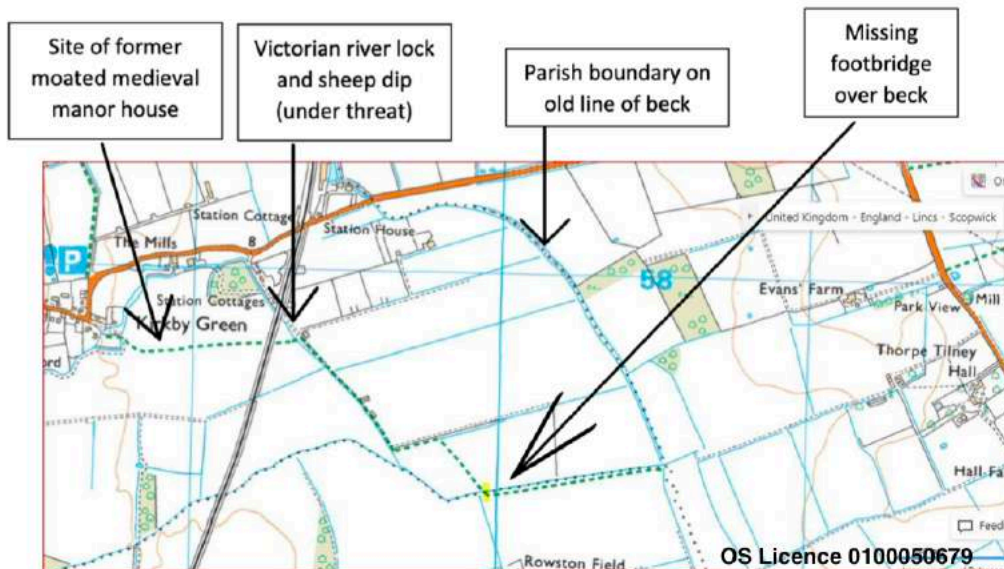 Site of former
moated medieval
manor house
Victorian river lock
and sheep dip
(under threat)
Parish boundary on
old line of beck
Missing
footbridge
over beck
Station Cottage
Station House
United Kingdom - England - Lincs - Scopwick
The Mills
8
P
58
Evans' Farm
Station Cottages
Park View
Mill
Kirkby Green
Thorpe Tilney
Hall
ord
Hall Fa
Feed
Rowston Field
OS Licence 0100050679